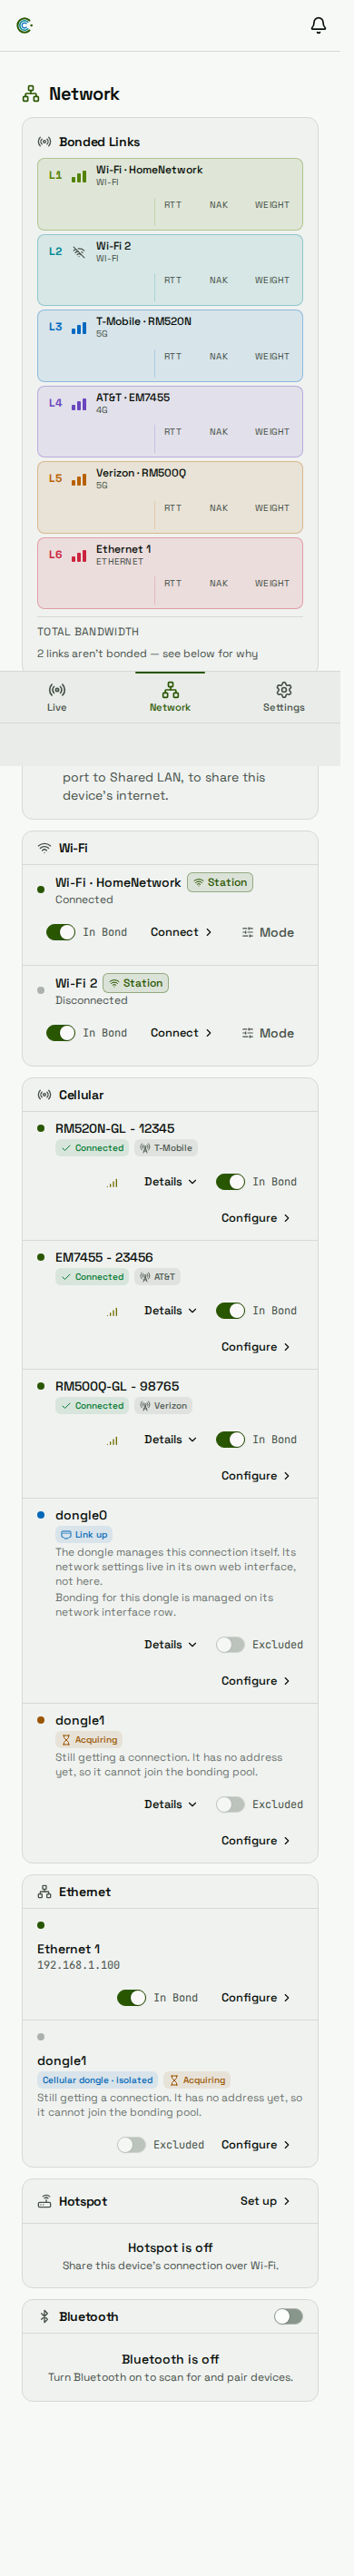 Network
Bonded Links
L1 Wi-Fi · HomeNetwork
WI-FI
RTT NAK WEIGHT
L2 Wi-Fi 2
WI-FI
RTT NAK WEIGHT
L3 T-Mobile · RM520N
5G
RTT NAK WEIGHT
L4 AT&T · EM7455
4G
RTT NAK WEIGHT
L5 Verizon · RM500Q
5G
RTT NAK WEIGHT
L6 Ethernet 1
ETHERNET
RTT NAK WEIGHT
TOTAL BANDWIDTH
2 links aren't bonded — see below for why
Live Network Settings
port to Shared LAN, to share this
device's internet.
Wi-Fi
Wi-Fi · HomeNetwork Station
Connected
In Bond Connect Mode
Wi-Fi 2 Station
Disconnected
In Bond Connect Mode
Cellular
RM520N-GL - 12345
Connected T-Mobile
Details In Bond
Configure
EM7455 - 23456
Connected AT&T
Details In Bond
Configure
RM500Q-GL - 98765
Connected Verizon
Details In Bond
Configure
dongle0
Link up
The dongle manages this connection itself. Its
network settings live in its own web interface,
not here.
Bonding for this dongle is managed on its
network interface row.
Details Excluded
Configure
dongle1
Acquiring
Still getting a connection. It has no address
yet, so it cannot join the bonding pool.
Details Excluded
Configure
Ethernet
Ethernet 1
192.168.1.100
In Bond Configure
dongle1
Cellular dongle · isolated Acquiring
Still getting a connection. It has no address yet, so
it cannot join the bonding pool.
Excluded Configure
Hotspot Set up
Hotspot is off
Share this device's connection over Wi-Fi.
Bluetooth
Bluetooth is off
Turn Bluetooth on to scan for and pair devices.